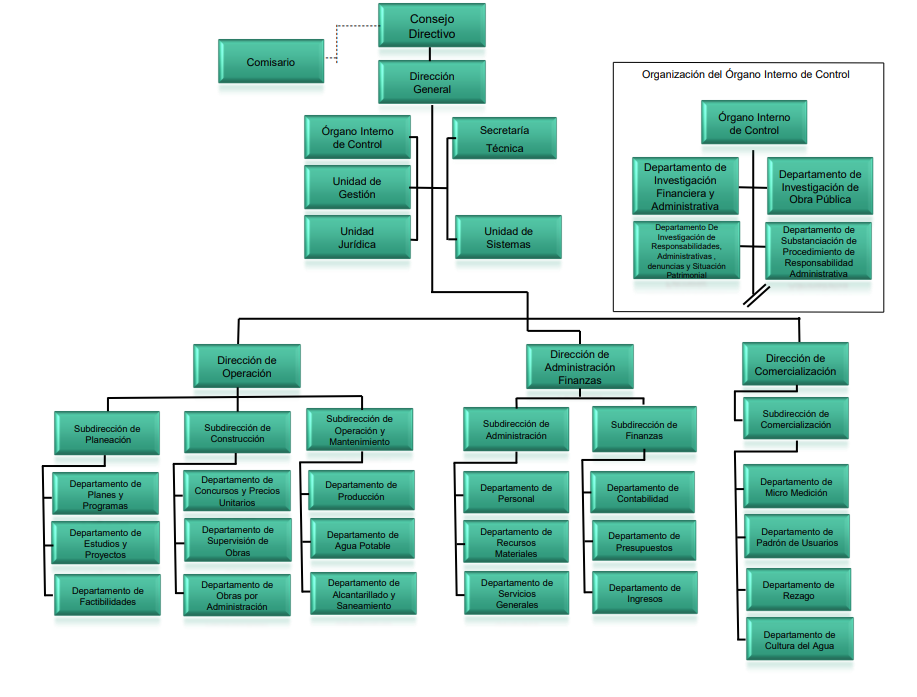 Consejo
Directivo
Comisario
Dirección
General
Órgano Interno
de Control
Secretaría
Técnica
Unidad de
Gestión
Unidad
Jurídica
Unidad de
Sistemas
Organización del Órgano Interno de Control
Órgano Interno
de Control
Departamento de
Investigación
Financiera y
Administrativa
Departamento de
Investigación de
Obra Pública
Departamento De
Investigación de
Responsabilidades,
Administrativas ,
denuncias y Situación
Patrimonial
Departamento de
Substanciación de
Procedimiento de
Responsabilidad
Administrativa
Dirección de
Operación
Dirección de
Administración
Finanzas
Dirección de
Comercialización
Subdirección de
Planeación
Subdirección de
Construcción
Subdirección de
Operación y
Mantenimiento
Subdirección de
Administración
Subdirección de
Finanzas
Subdirección de
Comercialización
Departamento de
Planes y
Programas
Departamento de
Estudios y
Proyectos
Departamento de
Factibilidades
Departamento de
Concursos y Precios
Unitarios
Departamento de
Supervisión de
Obras
Departamento de
Obras por
Administración
Departamento de
Producción
Departamento de
Agua Potable
Departamento de
Alcantarillado y
Saneamiento
Departamento de
Personal
Departamento de
Recursos
Materiales
Departamento de
Servicios
Generales
Departamento de
Contabilidad
Departamento de
Presupuestos
Departamento de
Ingresos
Departamento de
Micro Medición
Departamento de
Padrón de Usuarios
Departamento de
Rezago
Departamento de
Cultura del Agua